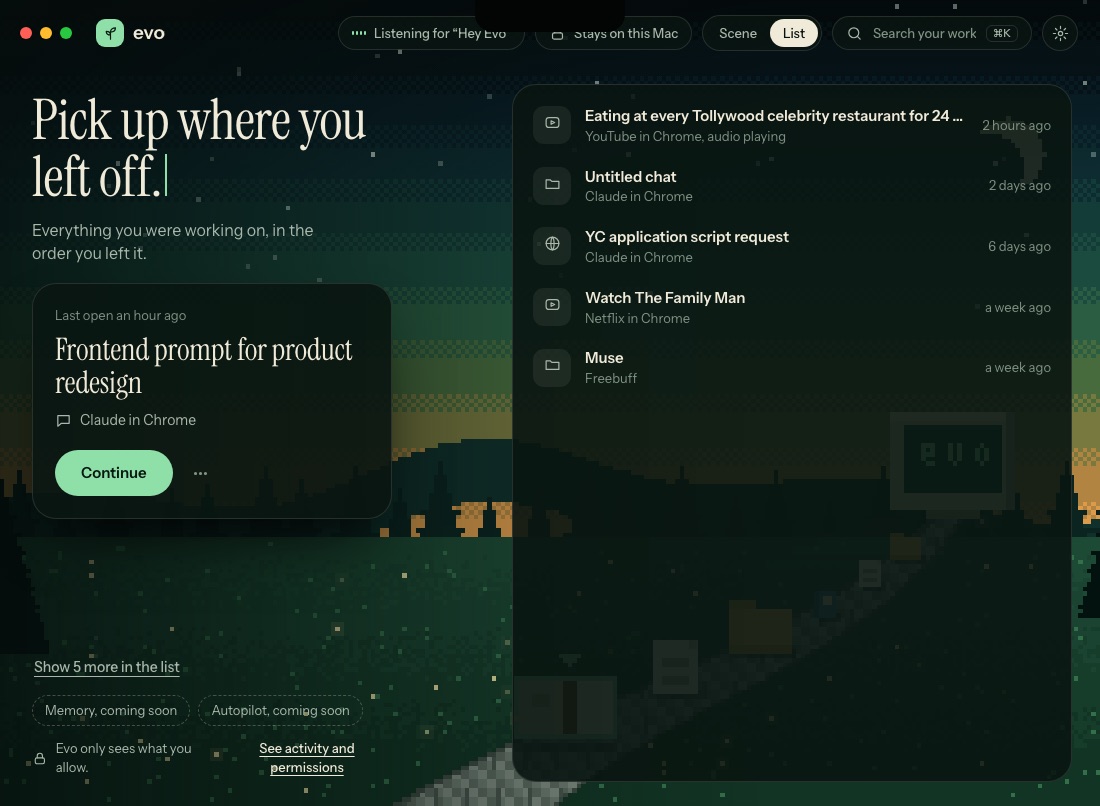 evo
Listening for “Hey Evo
Stays on this Mac
Scene
List
Search your work
⌘K
Pick up where you
left off.
Everything you were working on, in the
order you left it.
Last open an hour ago
Frontend prompt for product
redesign
Claude in Chrome
Continue
Show 5 more in the list
Memory, coming soon
Autopilot, coming soon
Evo only sees what you
allow.
See activity and
permissions
Eating at every Tollywood celebrity restaurant for 24 ...
YouTube in Chrome, audio playing
2 hours ago
Untitled chat
Claude in Chrome
2 days ago
YC application script request
Claude in Chrome
6 days ago
Watch The Family Man
Netflix in Chrome
a week ago
Muse
Freebuff
a week ago
evo